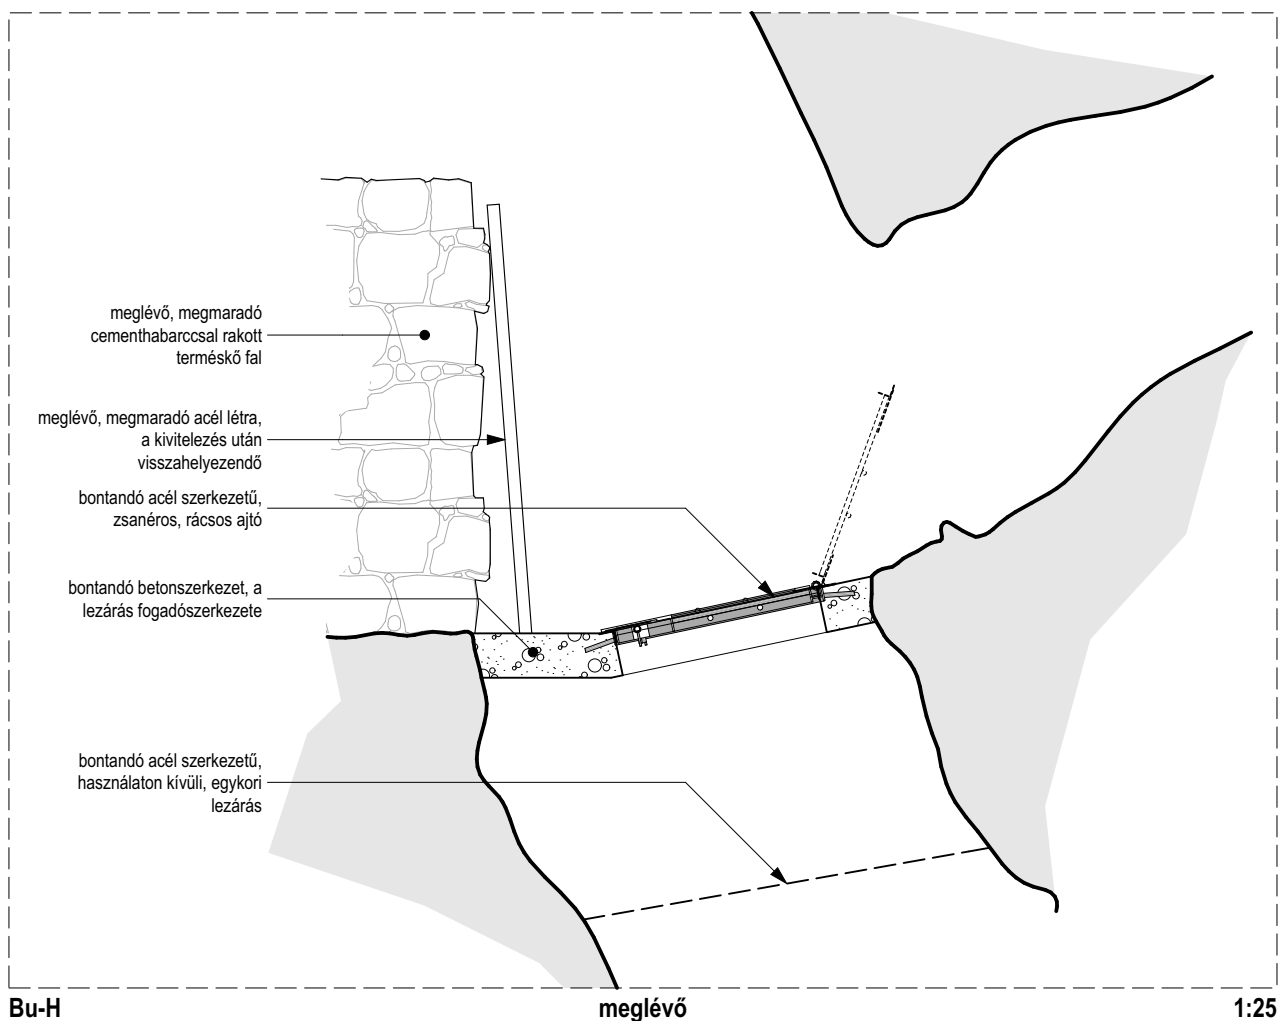 meglévő, megmaradó
cementhabarccsal rakott
terméskő fal
meglévő, megmaradó acél létra,
a kivitelezés után
visszahelyezendő
bontandó acél szerkezetű,
zsanéros, rácsos ajtó
bontandó betonszerkezet, a
lezárás fogadószerkezete
bontandó acél szerkezetű,
használaton kívüli, egykori
lezárás
Bu-H
meglévő
1:25